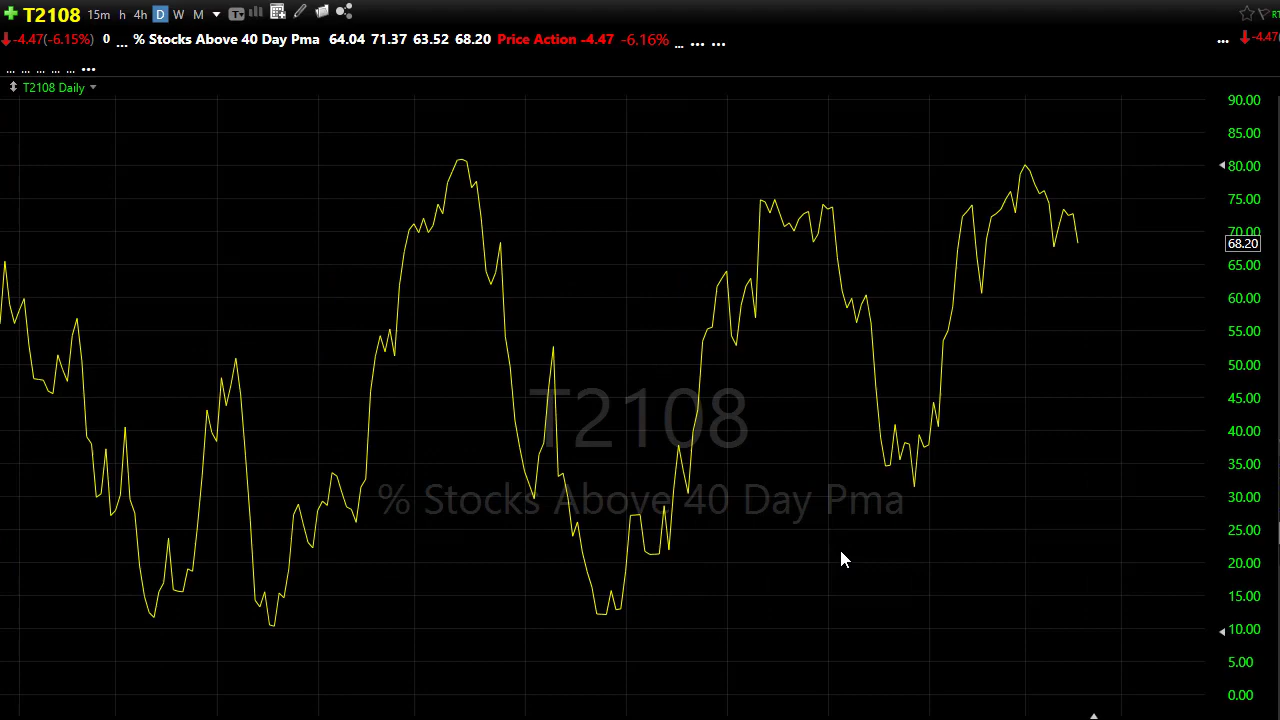 T2108 15m h 4h D W M
RT
-4.47(-6.15%) 0 ... % Stocks Above 40 Day Pma 64.04 71.37 63.52 68.20 Price Action -4.47 -6.16% ... ... ... ... -4.47
... ... ... ... ... ...
T2108 Daily
90.00
85.00
80.00
75.00
70.00
68.20
65.00
60.00
55.00
50.00
45.00
40.00
35.00
30.00
25.00
20.00
15.00
10.00
5.00
0.00
T2108
% Stocks Above 40 Day Pma